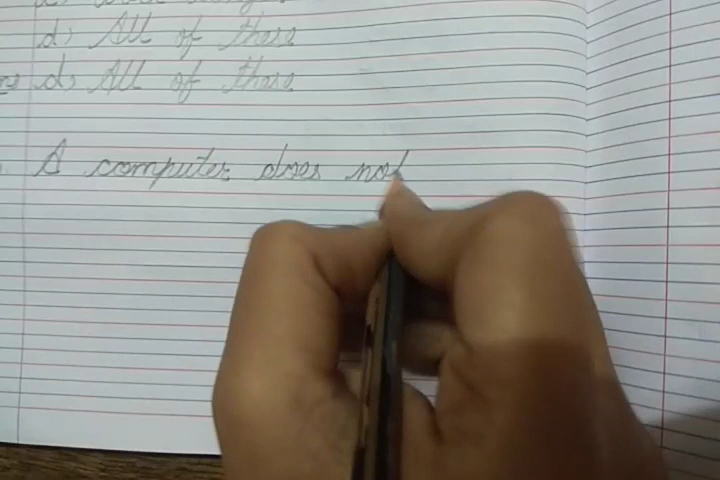 d, All of these
d, All of these
A computer does not